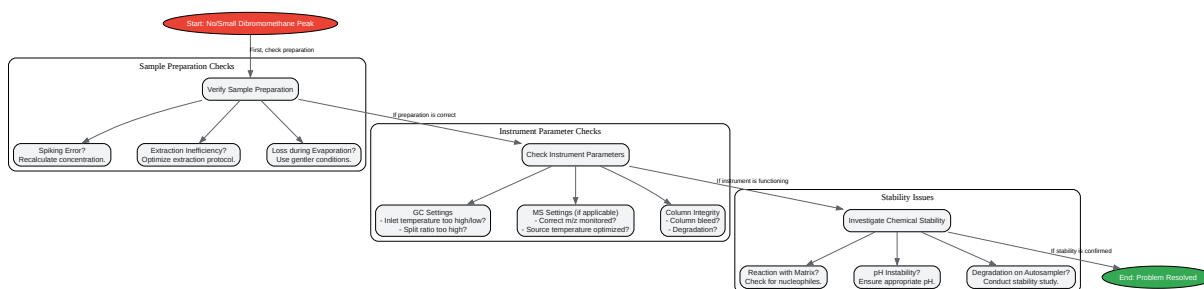 Start: No/Small Dibromomethane Peak
First, check preparation
Sample Preparation Checks
Verify Sample Preparation
If preparation is correct
Spiking Error?
Recalculate concentration.
Extraction Inefficiency?
Optimize extraction protocol.
Loss during Evaporation?
Use gentler conditions.
Instrument Parameter Checks
Check Instrument Parameters
If instrument is functioning
GC Settings
- Inlet temperature too high/low?
- Split ratio too high?
MS Settings (if applicable)
- Correct m/z monitored?
- Source temperature optimized?
Column Integrity
- Column bleed?
- Degradation?
Stability Issues
Investigate Chemical Stability
If stability is confirmed
Reaction with Matrix?
Check for nucleophiles.
pH Instability?
Ensure appropriate pH.
Degradation on Autosampler?
Conduct stability study.
End: Problem Resolved